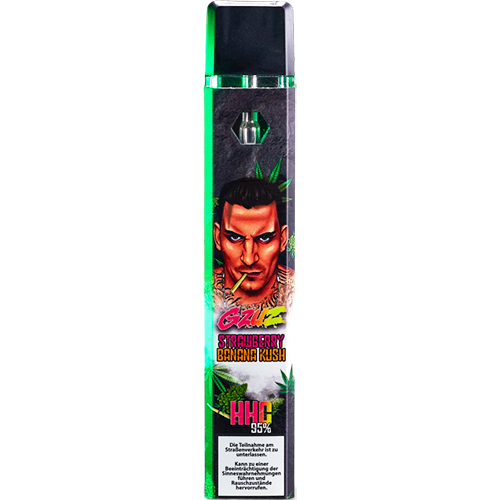 GZUZ
STRAWBERRY
BANANA KUSH
HHC
95%
Die Teilnahme am
Straßenverkehr ist zu
unterlassen.
Kann zu einer
Beeinträchtigung der
Sinneswahrnehmungen
führen und
Rauschzustände
hervorrufen.